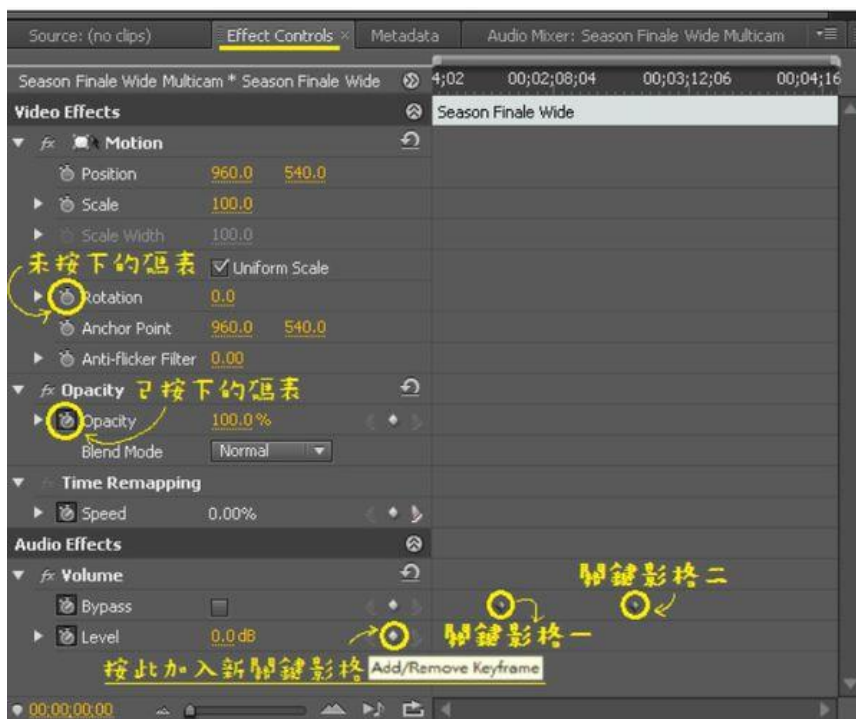 Source: (no clips) Effect Controls × Metadata Audio Mixer: Season Finale Wide Multicam
Season Finale Wide Multicam * Season Finale Wide 4;02 00;02;08;04 00;03;12;06 00;04;16
Video Effects Season Finale Wide
fx Motion
Position 960.0 540.0
Scale 100.0
Scale Width 100.0
未按下的碼表 Uniform Scale
Rotation 0.0
Anchor Point 960.0 540.0
Anti-flicker Filter 0.00
fx Opacity 已按下的碼表
Opacity 100.0 %
Blend Mode Normal
Time Remapping
Speed 0.00%
Audio Effects
fx Volume 關鍵影格二
Bypass
Level 0.0 dB 關鍵影格一
按此加入新關鍵影格 Add/Remove Keyframe
00;00;00;00